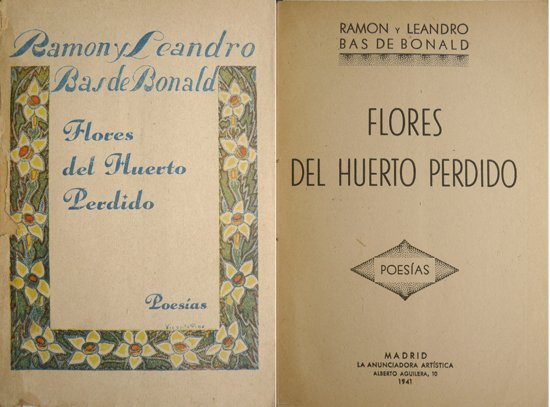 Ramon y Leandro
Bas de Bonald
Flores
del Huerto
Perdido
Poesías
RAMON Y LEANDRO
BAS DE BONALD
FLORES
DEL HUERTO PERDIDO
POESÍAS
MADRID
LA ANUNCIADORA ARTÍSTICA
ALBERTO AGUILERA, 10
1941